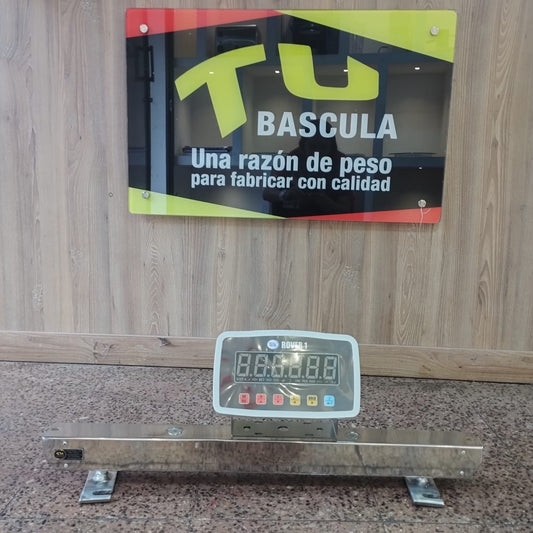 TU
BASCULA
Una razón de peso
para fabricar con calidad
ROVER 1